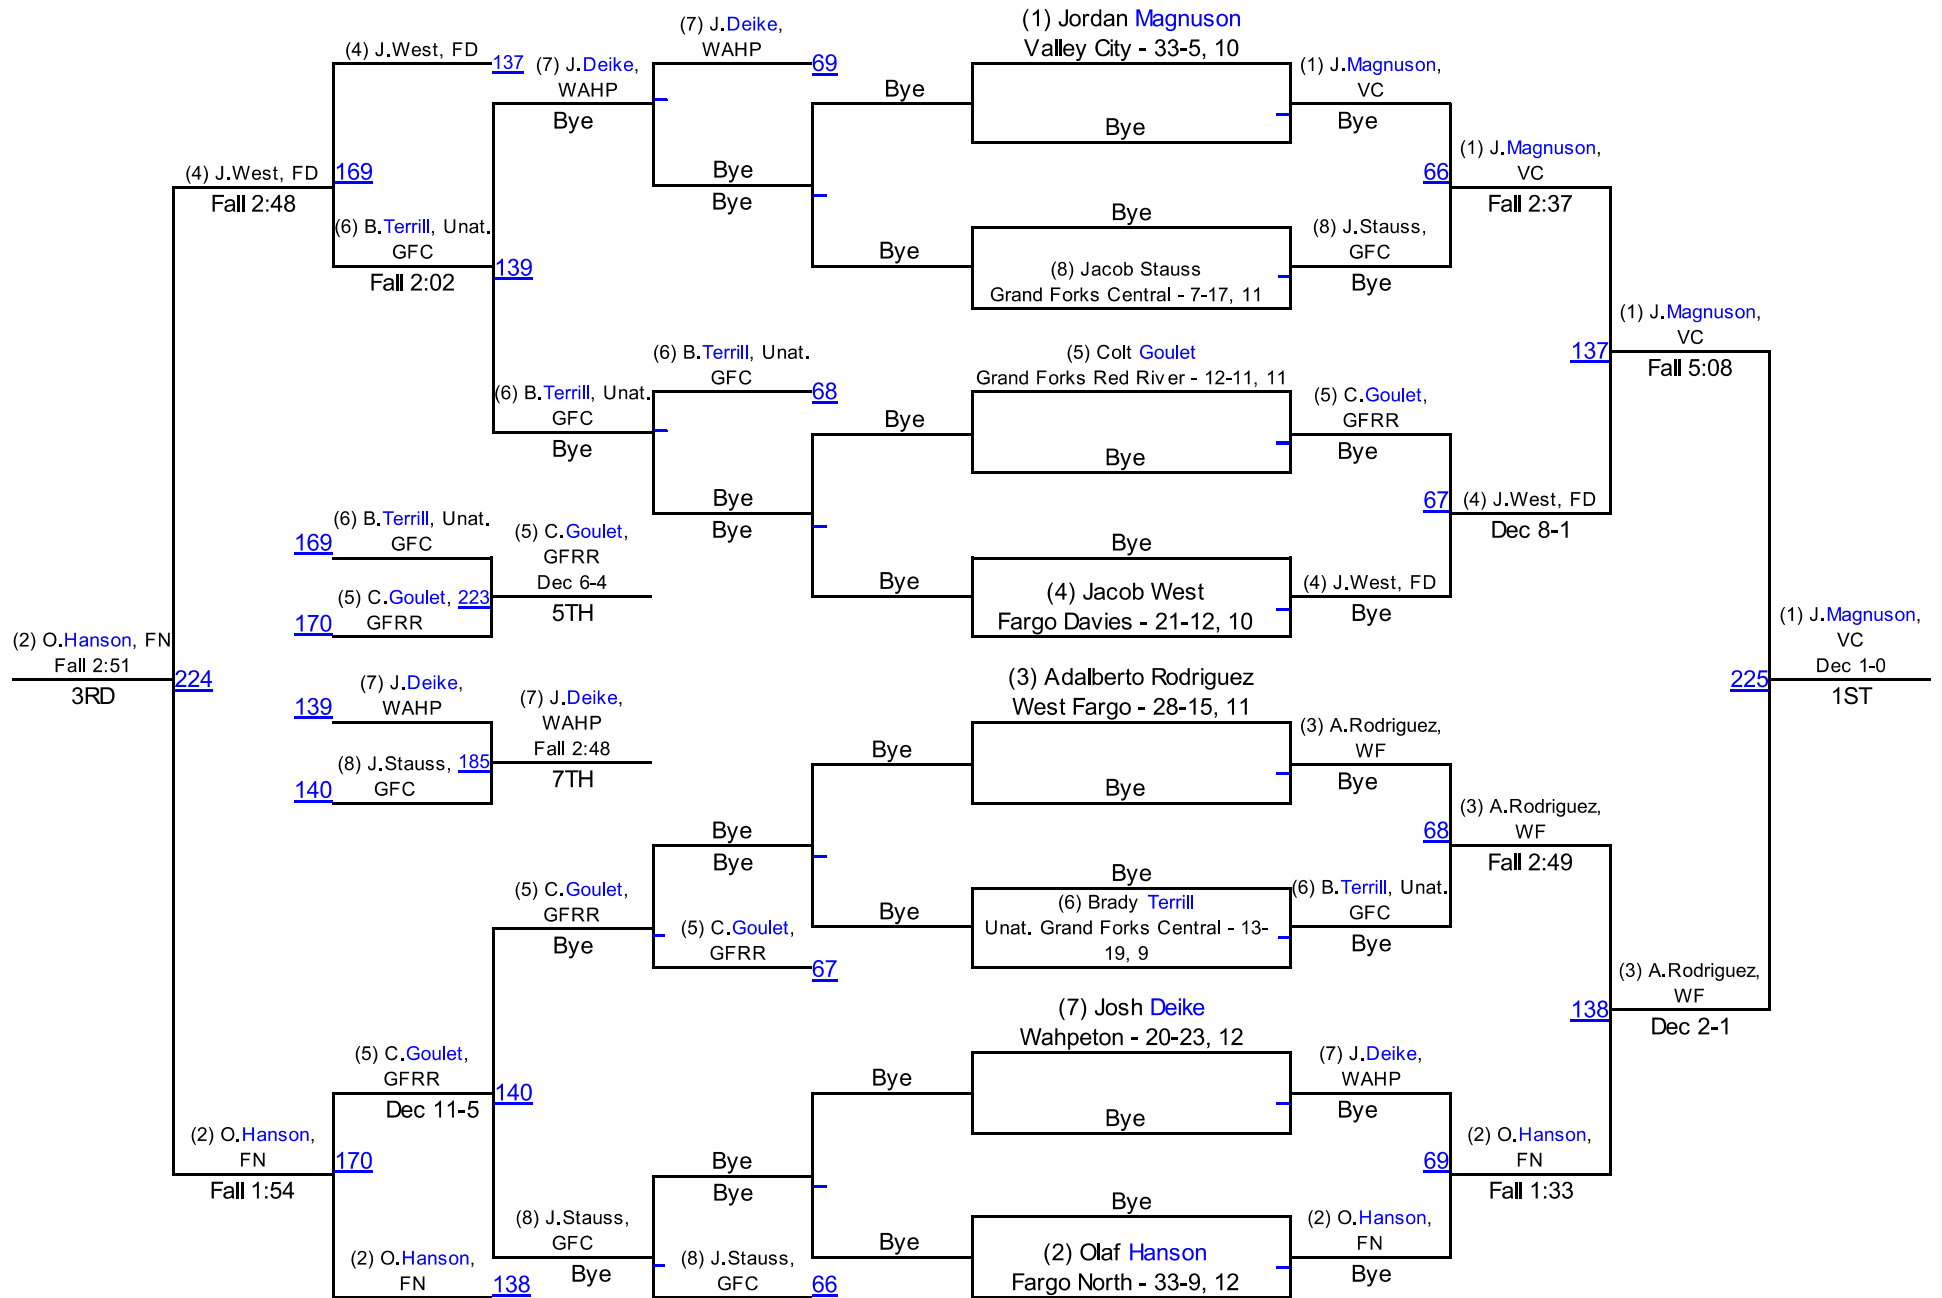 (4) J.West, FD
137
(4) J.West, FD
Fall 2:48
169
(6) B.Terrill, Unat.
GFC
Fall 2:02
(7) J.Deike,
WAHP
Bye
139
(6) B.Terrill, Unat.
GFC
Bye
(7) J.Deike,
WAHP
69
Bye
Bye
(6) B.Terrill, Unat.
GFC
68
Bye
Bye
Bye
Bye
Bye
Bye
(1) Jordan Magnuson
Valley City - 33-5, 10
Bye
Bye
(8) Jacob Stauss
Grand Forks Central - 7-17, 11
(5) Colt Goulet
Grand Forks Red River - 12-11, 11
Bye
Bye
(4) Jacob West
Fargo Davies - 21-12, 10
(1) J.Magnuson,
VC
Bye
66
(8) J.Stauss,
GFC
Bye
(1) J.Magnuson,
VC
Fall 2:37
(5) C.Goulet,
GFRR
Bye
67
(4) J.West, FD
Bye
(4) J.West, FD
Dec 8-1
137
(1) J.Magnuson,
VC
Fall 5:08
169
(6) B.Terrill, Unat.
GFC
170
(5) C.Goulet,
GFRR
223
(5) C.Goulet,
GFRR
Dec 6-4
5TH
(2) O.Hanson, FN
Fall 2:51
3RD
224
139
(7) J.Deike,
WAHP
140
(8) J.Stauss,
GFC
185
(7) J.Deike,
WAHP
Fall 2:48
7TH
225
(1) J.Magnuson,
VC
Dec 1-0
1ST
(3) Adalberto Rodriguez
West Fargo - 28-15, 11
Bye
Bye
(6) Brady Terrill
Unat. Grand Forks Central - 13-
19, 9
(7) Josh Deike
Wahpeton - 20-23, 12
Bye
Bye
(2) Olaf Hanson
Fargo North - 33-9, 12
Bye
Bye
Bye
Bye
Bye
Bye
(5) C.Goulet,
GFRR
67
Bye
Bye
(8) J.Stauss,
GFC
66
(5) C.Goulet,
GFRR
Bye
140
(8) J.Stauss,
GFC
Bye
(5) C.Goulet,
GFRR
Dec 11-5
170
(2) O.Hanson,
FN
138
(2) O.Hanson,
FN
Fall 1:54
(3) A.Rodriguez,
WF
Bye
68
(6) B.Terrill, Unat.
GFC
Bye
(3) A.Rodriguez,
WF
Fall 2:49
(7) J.Deike,
WAHP
Bye
69
(2) O.Hanson,
FN
Bye
(2) O.Hanson,
FN
Fall 1:33
138
(3) A.Rodriguez,
WF
Dec 2-1